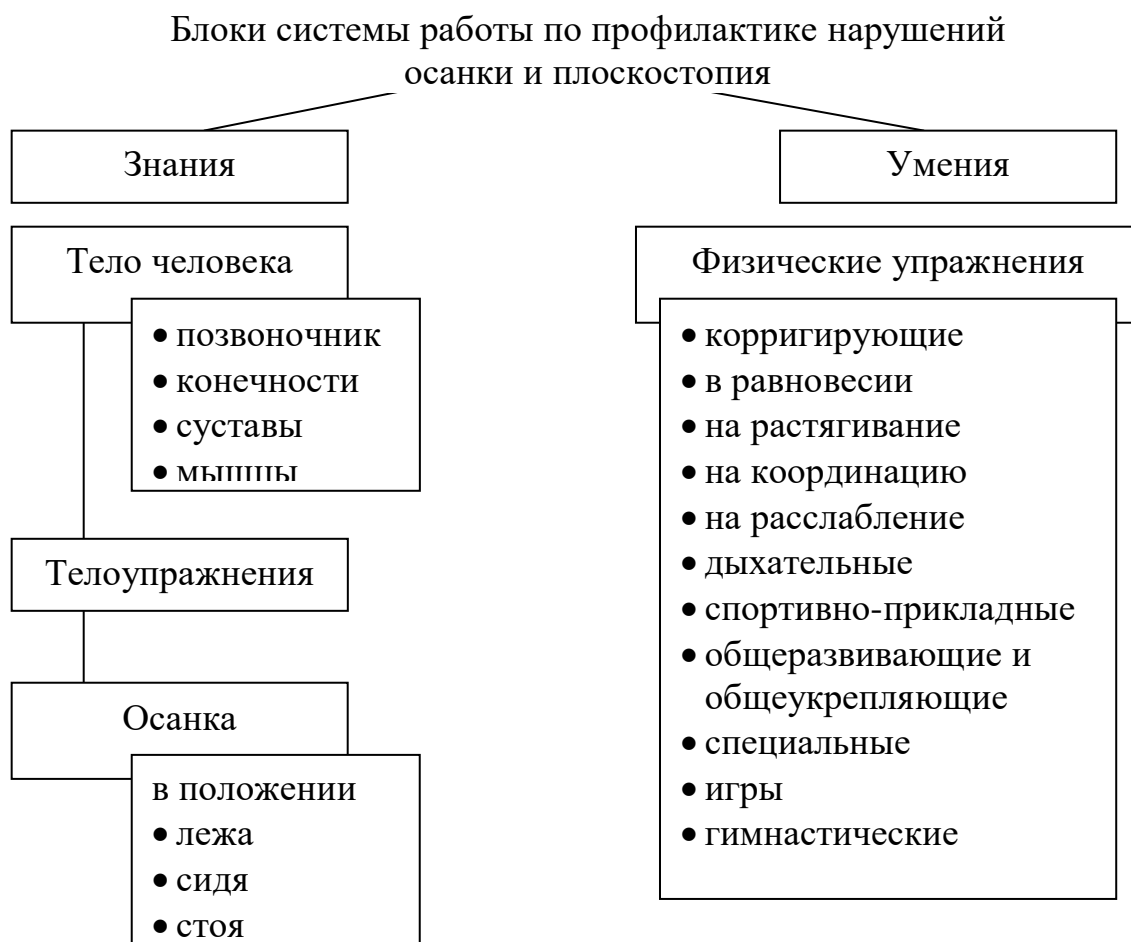 Блоки системы работы по профилактике нарушений
осанки и плоскостопия
Знания
Умения
Тело человека
• позвоночник
• конечности
• суставы
• мышцы
Телоупражнения
Осанка
в положении
• лежа
• сидя
• стоя
Физические упражнения
• корригирующие
• в равновесии
• на растягивание
• на координацию
• на расслабление
• дыхательные
• спортивно-прикладные
• общеразвивающие и
общеукрепляющие
• специальные
• игры
• гимнастические